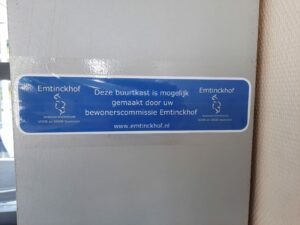 Emtinckhof
Deze buurtkast is mogelijk
gemaakt door uw
bewonerscommissie Emtinckhof
www.emtinckhof.nl
Emtinckhof